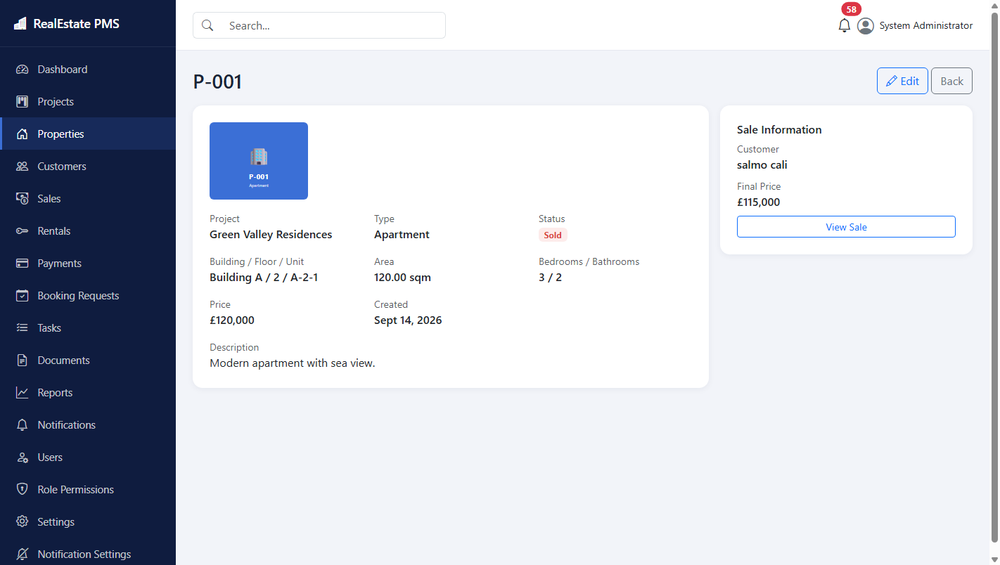 RealEstate PMS
Dashboard
Projects
Properties
Customers
Sales
Rentals
Payments
Booking Requests
Tasks
Documents
Reports
Notifications
Users
Role Permissions
Settings
Notification Settings
Search...
58
System Administrator
P-001
Edit
Back
P-001
Apartment
Project
Green Valley Residences
Type
Apartment
Status
Sold
Building / Floor / Unit
Building A / 2 / A-2-1
Area
120.00 sqm
Bedrooms / Bathrooms
3 / 2
Price
£120,000
Created
Sept 14, 2026
Description
Modern apartment with sea view.
Sale Information
Customer
salmo cali
Final Price
£115,000
View Sale